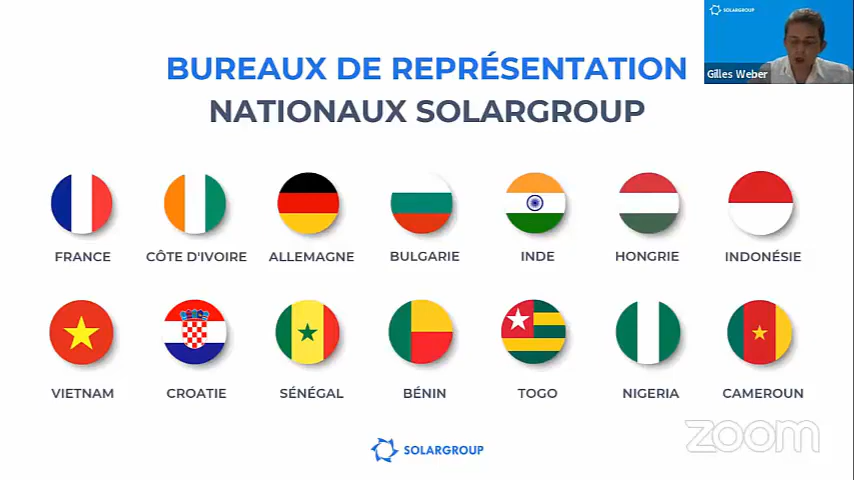 SOLARGROUP
Gilles Weber
BUREAUX DE REPRÉSENTATION
NATIONAUX SOLARGROUP
FRANCE CÔTE D'IVOIRE ALLEMAGNE BULGARIE INDE HONGRIE INDONÉSIE
VIETNAM CROATIE SÉNÉGAL BÉNIN TOGO NIGERIA CAMEROUN
SOLARGROUP
zoom